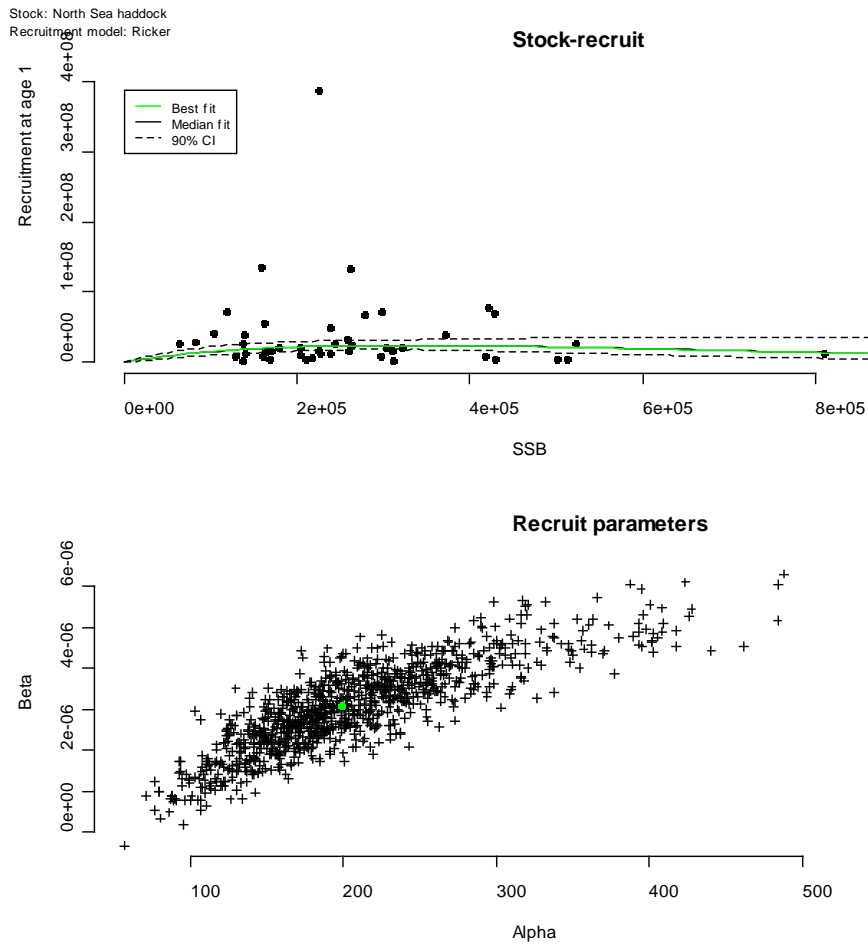 Stock: North Sea haddock
Recruitment model: Ricker
Stock-recruit
Recruitment at age 1
4e+08
3e+08
2e+08
1e+08
0e+00
Best fit
Median fit
90% CI
0e+00 2e+05 4e+05 6e+05 8e+05
SSB
Recruit parameters
Beta
6e-06
4e-06
2e-06
0e+00
100 200 300 400 500
Alpha